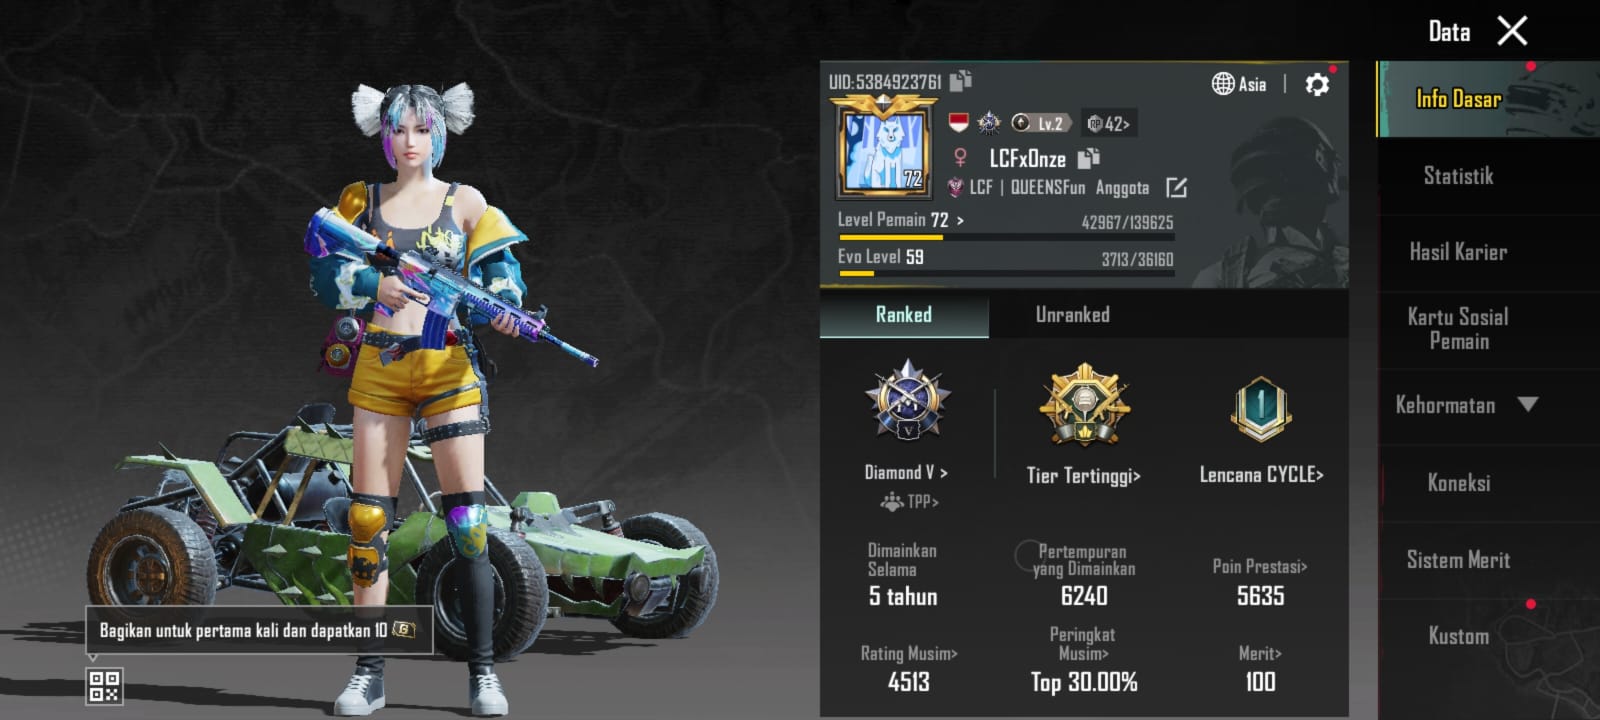 Data
UID:5384923761
Asia
72
Lv.2
RP 42>
LCFxOnze
LCF | QUEENSFun Anggota
Level Pemain 72 >
42967/139625
Evo Level 59
3713/36160
Ranked
Unranked
V
1
Diamond V >
TPP>
Tier Tertinggi>
Lencana CYCLE>
Dimainkan
Selama
5 tahun
Pertempuran
yang Dimainkan
6240
Poin Prestasi>
5635
Rating Musim>
4513
Peringkat
Musim>
Top 30.00%
Merit>
100
Info Dasar
Statistik
Hasil Karier
Kartu Sosial
Pemain
Kehormatan
Koneksi
Sistem Merit
Kustom
Bagikan untuk pertama kali dan dapatkan 10